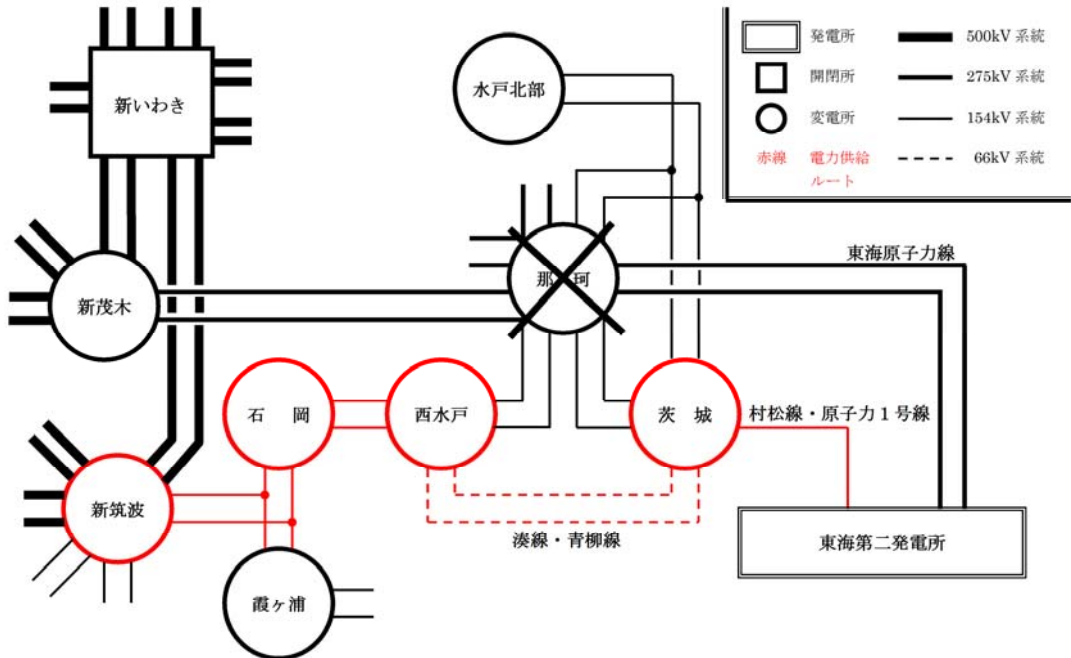 発電所
500kV 系統
開閉所
275kV 系統
変電所
154kV 系統
赤線
電力供給
ルート
66kV 系統
新いわき
水戸北部
那 珂
東海原子力線
新茂木
石 岡
西水戸
茨 城
村松線・原子力1号線
新筑波
湊線・青柳線
東海第二発電所
霞ヶ浦